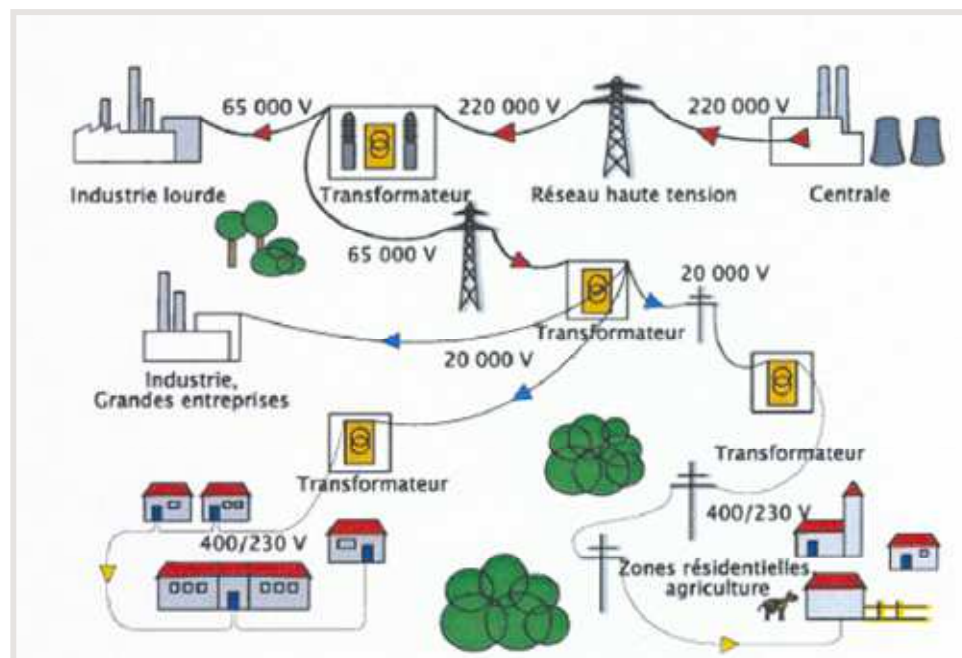 65 000 V
220 000 V
220 000 V
Industrie lourde
Transformateur
Réseau haute tension
Centrale
65 000 V
20 000 V
Transformateur
20 000 V
Industrie,
Grandes entreprises
Transformateur
Transformateur
400/230 V
400/230 V
Zones résidentielles
agriculture